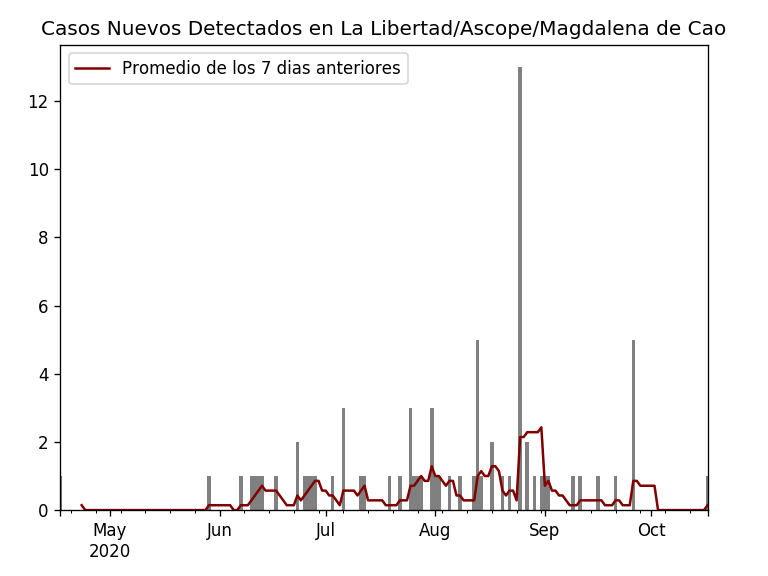 Casos Nuevos Detectados en La Libertad/Ascope/Magdalena de Cao
Promedio de los 7 dias anteriores
12
10
8
6
4
2
0
May Jun Jul Aug Sep Oct
2020